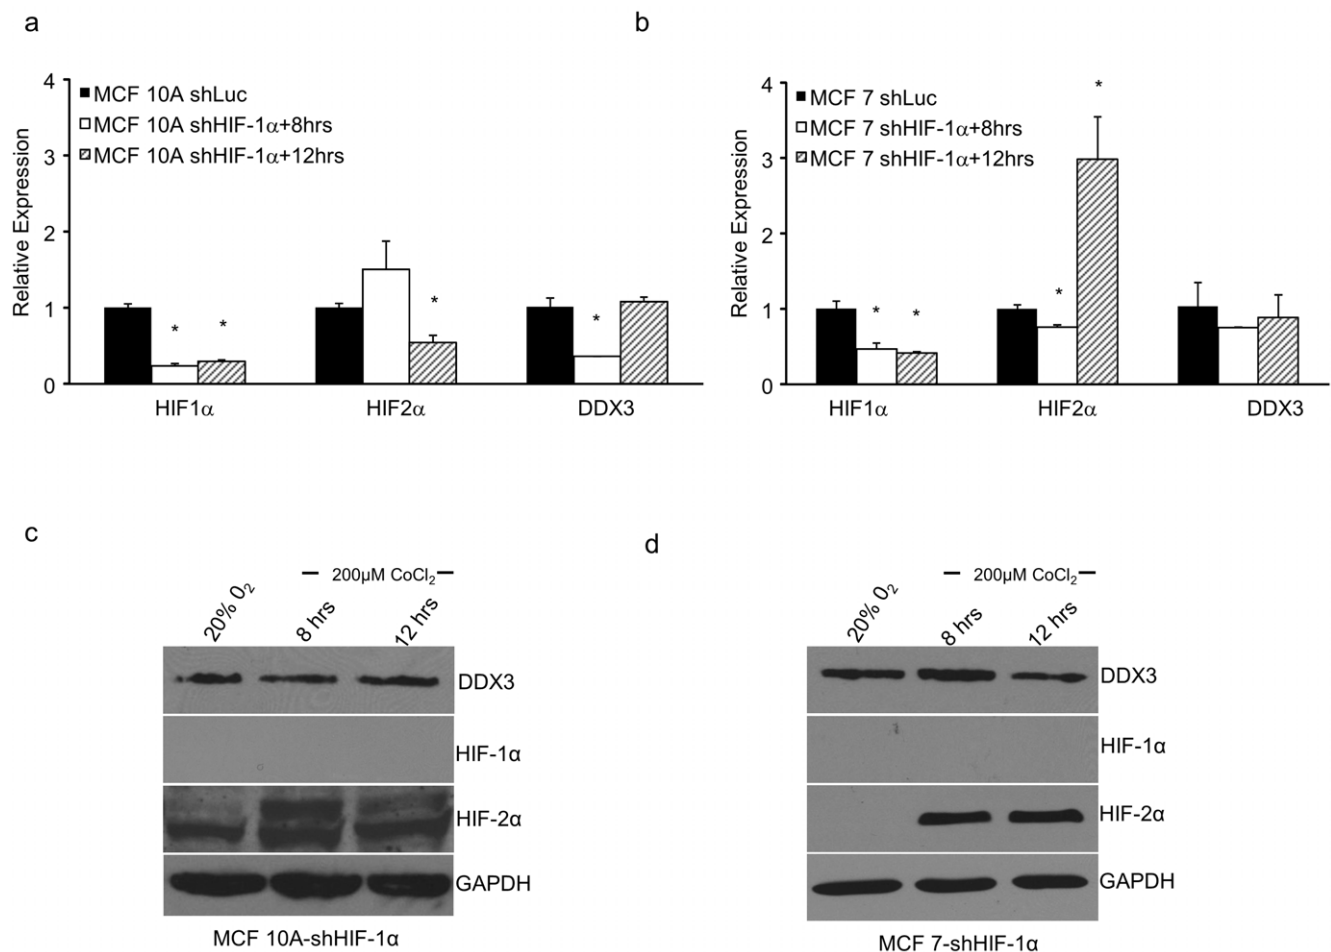 a
4
3
2
1
0
Relative Expression
MCF 10A shLuc
MCF 10A shHIF-1α+8hrs
MCF 10A shHIF-1α+12hrs
*
*
*
*
HIF1α
HIF2α
DDX3
b
4
3
2
1
0
Relative Expression
MCF 7 shLuc
MCF 7 shHIF-1α+8hrs
MCF 7 shHIF-1α+12hrs
*
*
*
*
HIF1α
HIF2α
DDX3
c
200µM CoCl₂
20% 0₂
8 hrs
12 hrs
DDX3
HIF-1α
HIF-2α
GAPDH
MCF 10A-shHIF-1α
d
200µM CoCl₂
20% 0₂
8 hrs
12 hrs
DDX3
HIF-1α
HIF-2α
GAPDH
MCF 7-shHIF-1α